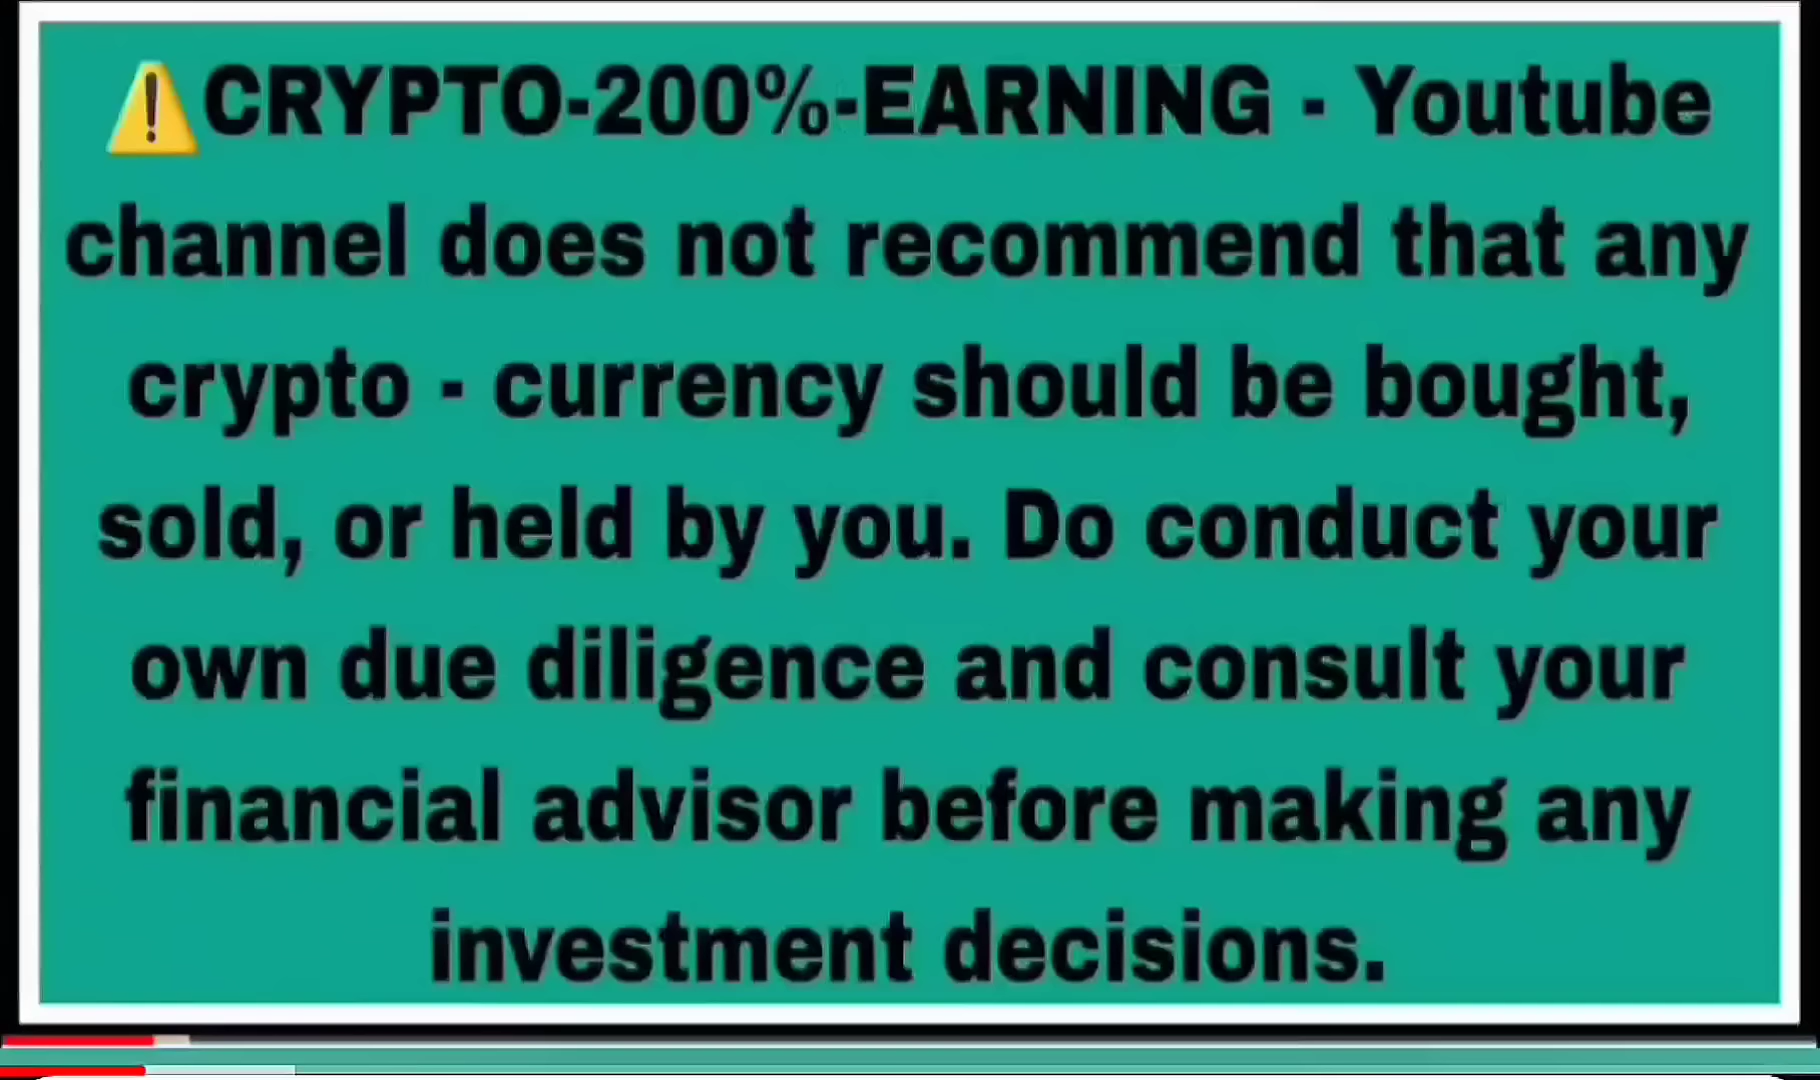 ⚠️CRYPTO-200%-EARNING - Youtube
channel does not recommend that any
crypto - currency should be bought,
sold, or held by you. Do conduct your
own due diligence and consult your
financial advisor before making any
investment decisions.